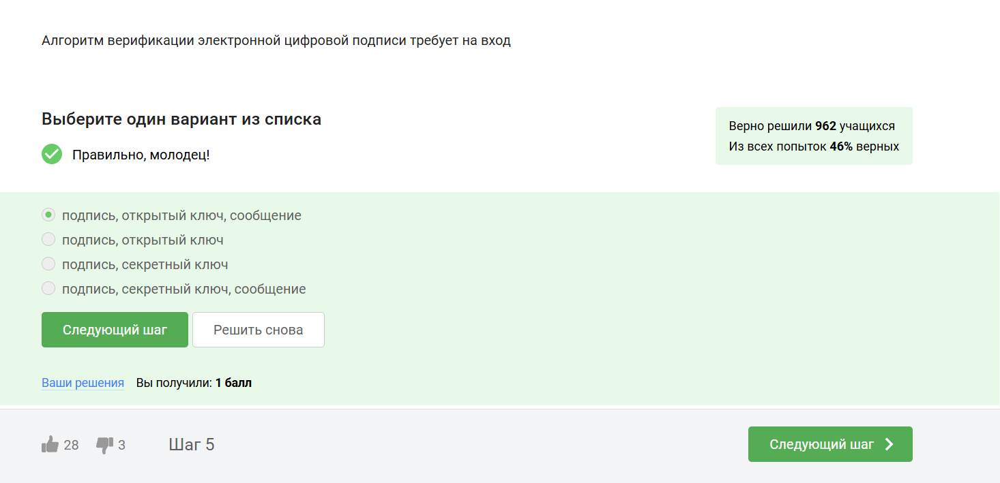 Алгоритм верификации электронной цифровой подписи требует на вход
Выберите один вариант из списка
Правильно, молодец!
Верно решили 962 учащихся
Из всех попыток 46% верных
подпись, открытый ключ, сообщение
подпись, открытый ключ
подпись, секретный ключ
подпись, секретный ключ, сообщение
Следующий шаг
Решить снова
Ваши решения Вы получили: 1 балл
28 3 Шаг 5
Следующий шаг